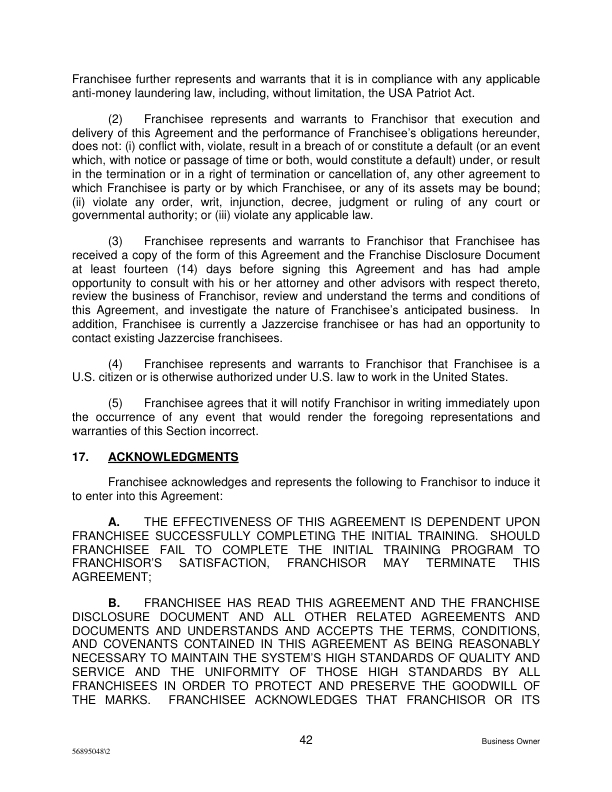 Franchisee further represents and warrants that it is in compliance with any applicable
anti-money laundering law, including, without limitation, the USA Patriot Act.
(2) Franchisee represents and warrants to Franchisor that execution and
delivery of this Agreement and the performance of Franchisee's obligations hereunder,
does not: (i) conflict with, violate, result in a breach of or constitute a default (or an event
which, with notice or passage of time or both, would constitute a default) under, or result
in the termination or in a right of termination or cancellation of, any other agreement to
which Franchisee is party or by which Franchisee, or any of its assets may be bound;
(ii) violate any order, writ, injunction, decree, judgment or ruling of any court or
governmental authority; or (iii) violate any applicable law.
(3) Franchisee represents and warrants to Franchisor that Franchisee has
received a copy of the form of this Agreement and the Franchise Disclosure Document
at least fourteen (14) days before signing this Agreement and has had ample
opportunity to consult with his or her attorney and other advisors with respect thereto,
review the business of Franchisor, review and understand the terms and conditions of
this Agreement, and investigate the nature of Franchisee's anticipated business. In
addition, Franchisee is currently a Jazzercise franchisee or has had an opportunity to
contact existing Jazzercise franchisees.
(4) Franchisee represents and warrants to Franchisor that Franchisee is a
U.S. citizen or is otherwise authorized under U.S. law to work in the United States.
(5) Franchisee agrees that it will notify Franchisor in writing immediately upon
the occurrence of any event that would render the foregoing representations and
warranties of this Section incorrect.
17. ACKNOWLEDGMENTS
Franchisee acknowledges and represents the following to Franchisor to induce it
to enter into this Agreement:
A. THE EFFECTIVENESS OF THIS AGREEMENT IS DEPENDENT UPON
FRANCHISEE SUCCESSFULLY COMPLETING THE INITIAL TRAINING. SHOULD
FRANCHISEE FAIL TO COMPLETE THE INITIAL TRAINING PROGRAM TO
FRANCHISOR'S SATISFACTION, FRANCHISOR MAY TERMINATE THIS
AGREEMENT;
B. FRANCHISEE HAS READ THIS AGREEMENT AND THE FRANCHISE
DISCLOSURE DOCUMENT AND ALL OTHER RELATED AGREEMENTS AND
DOCUMENTS AND UNDERSTANDS AND ACCEPTS THE TERMS, CONDITIONS,
AND COVENANTS CONTAINED IN THIS AGREEMENT AS BEING REASONABLY
NECESSARY TO MAINTAIN THE SYSTEM'S HIGH STANDARDS OF QUALITY AND
SERVICE AND THE UNIFORMITY OF THOSE HIGH STANDARDS BY ALL
FRANCHISEES IN ORDER TO PROTECT AND PRESERVE THE GOODWILL OF
THE MARKS. FRANCHISEE ACKNOWLEDGES THAT FRANCHISOR OR ITS
42
Business Owner
56895048\2